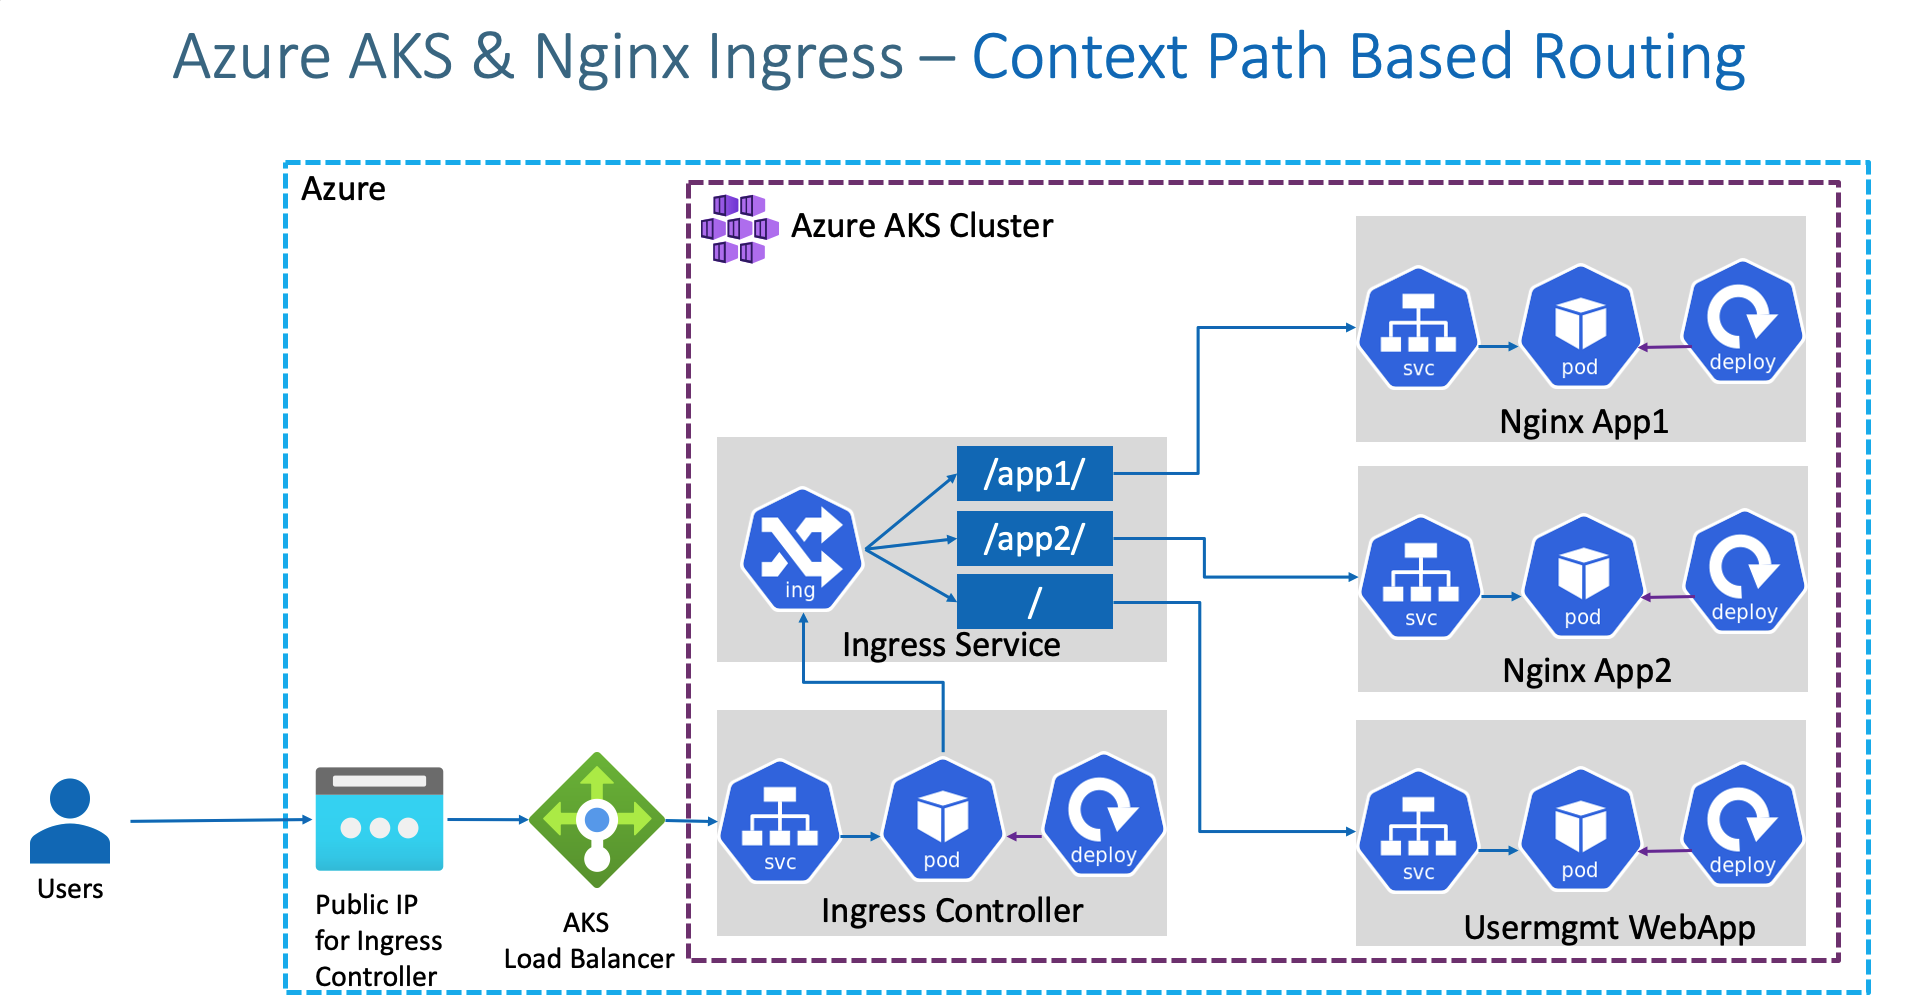 Azure AKS & Nginx Ingress – Context Path Based Routing
Azure
Azure AKS Cluster
svc
pod
deploy
Nginx App1
/app1/
/app2/
/
ing
Ingress Service
svc
pod
deploy
Nginx App2
svc
pod
deploy
Ingress Controller
svc
pod
deploy
Usermgmt WebApp
Users
Public IP
for Ingress
Controller
AKS
Load Balancer